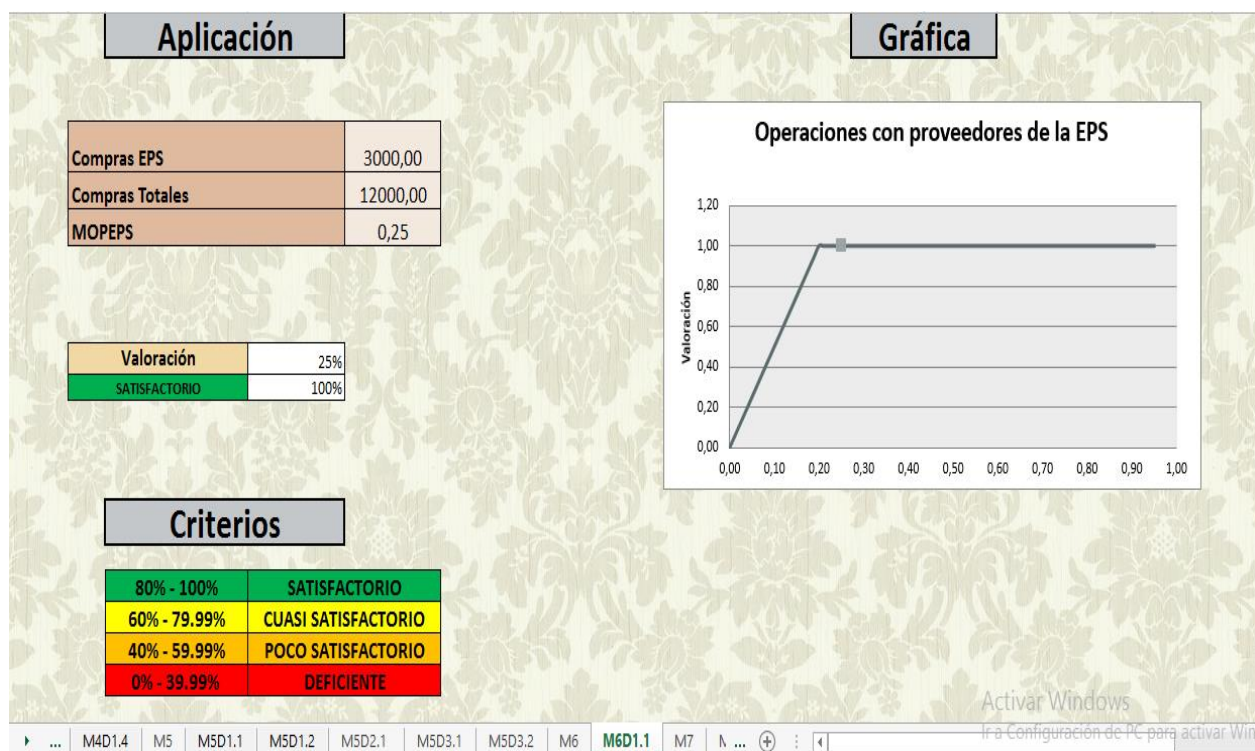 Aplicación
Gráfica
Compras EPS 3000,00
Compras Totales 12000,00
MOPEPS 0,25
Valoración 25%
SATISFACTORIO 100%
Operaciones con proveedores de la EPS
Valoración
1,20
1,00
0,80
0,60
0,40
0,20
0,00
0,00 0,10 0,20 0,30 0,40 0,50 0,60 0,70 0,80 0,90 1,00
Criterios
80% - 100% SATISFACTORIO
60% - 79.99% CUASI SATISFACTORIO
40% - 59.99% POCO SATISFACTORIO
0% - 39.99% DEFICIENTE
Activar Windows
Ir a Configuración de PC para activar Win
... M4D1.4 M5 M5D1.1 M5D1.2 M5D2.1 M5D3.1 M5D3.2 M6 M6D1.1 M7 ...